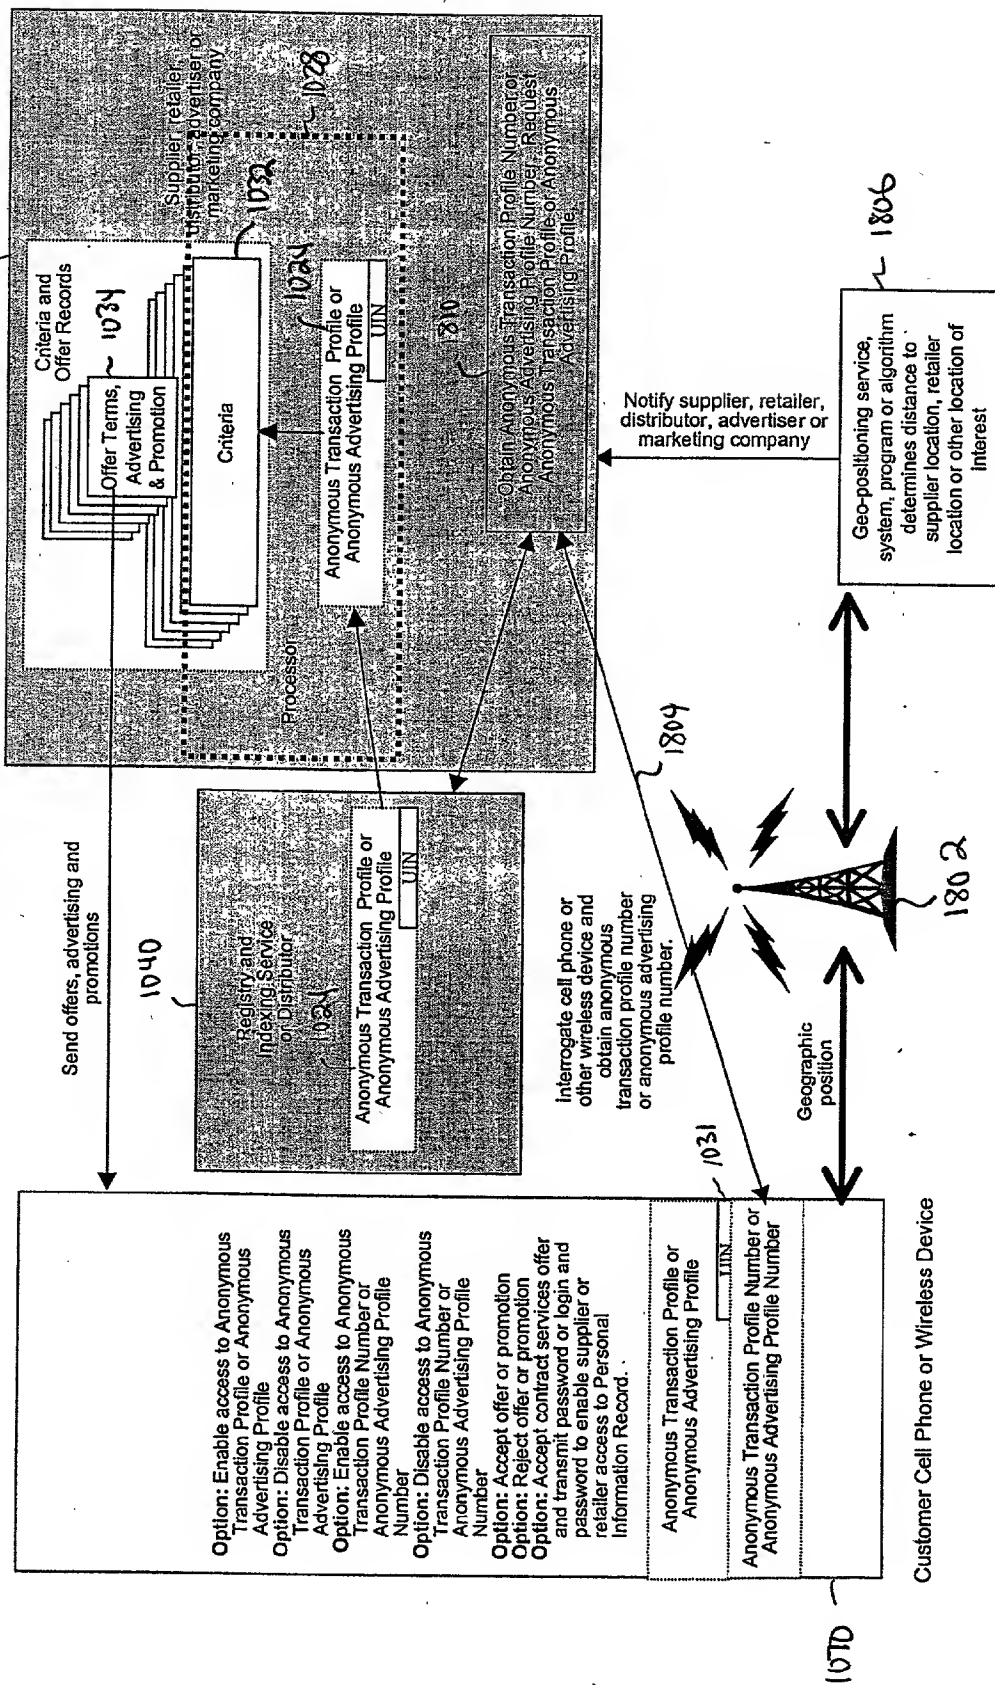 Send offers, advertising and
promotions
1040
Registry and
Indexing Service
or Distributor
1024
Anonymous Transaction Profile or
Anonymous Advertising Profile
UIN
Criteria and
Offer Records
1034
Offer Terms,
Advertising
& Promotion
Supplier, retailer,
distributor, advertiser or
marketing company
1028
1032
Criteria
1024
Anonymous Transaction Profile or
Anonymous Advertising Profile
UIN
Processor
1810
Obtain Anonymous Transaction Profile Number or
Anonymous Advertising Profile Number. Request
Anonymous Transaction Profile or Anonymous
Advertising Profile
Option: Enable access to Anonymous
Transaction Profile or Anonymous
Advertising Profile
Option: Disable access to Anonymous
Transaction Profile or Anonymous
Advertising Profile
Option: Enable access to Anonymous
Transaction Profile Number or
Anonymous Advertising Profile
Number
Option: Disable access to Anonymous
Transaction Profile Number or
Anonymous Advertising Profile
Number
Option: Accept offer or promotion
Option: Reject offer or promotion
Option: Accept contract services offer
and transmit password or login and
password to enable supplier or
retailer access to Personal
Information Record.
1031
Anonymous Transaction Profile or
Anonymous Advertising Profile
UIN
Anonymous Transaction Profile Number or
Anonymous Advertising Profile Number
1070
Customer Cell Phone or Wireless Device
Interrogate cell phone or
other wireless device and
obtain anonymous
transaction profile number
or anonymous advertising
profile number.
1804
Geographic
position
1802
Notify supplier, retailer,
distributor, advertiser or
marketing company
1806
Geo-positioning service,
system, program or algorithm
determines distance to
supplier location, retailer
location or other location of
interest